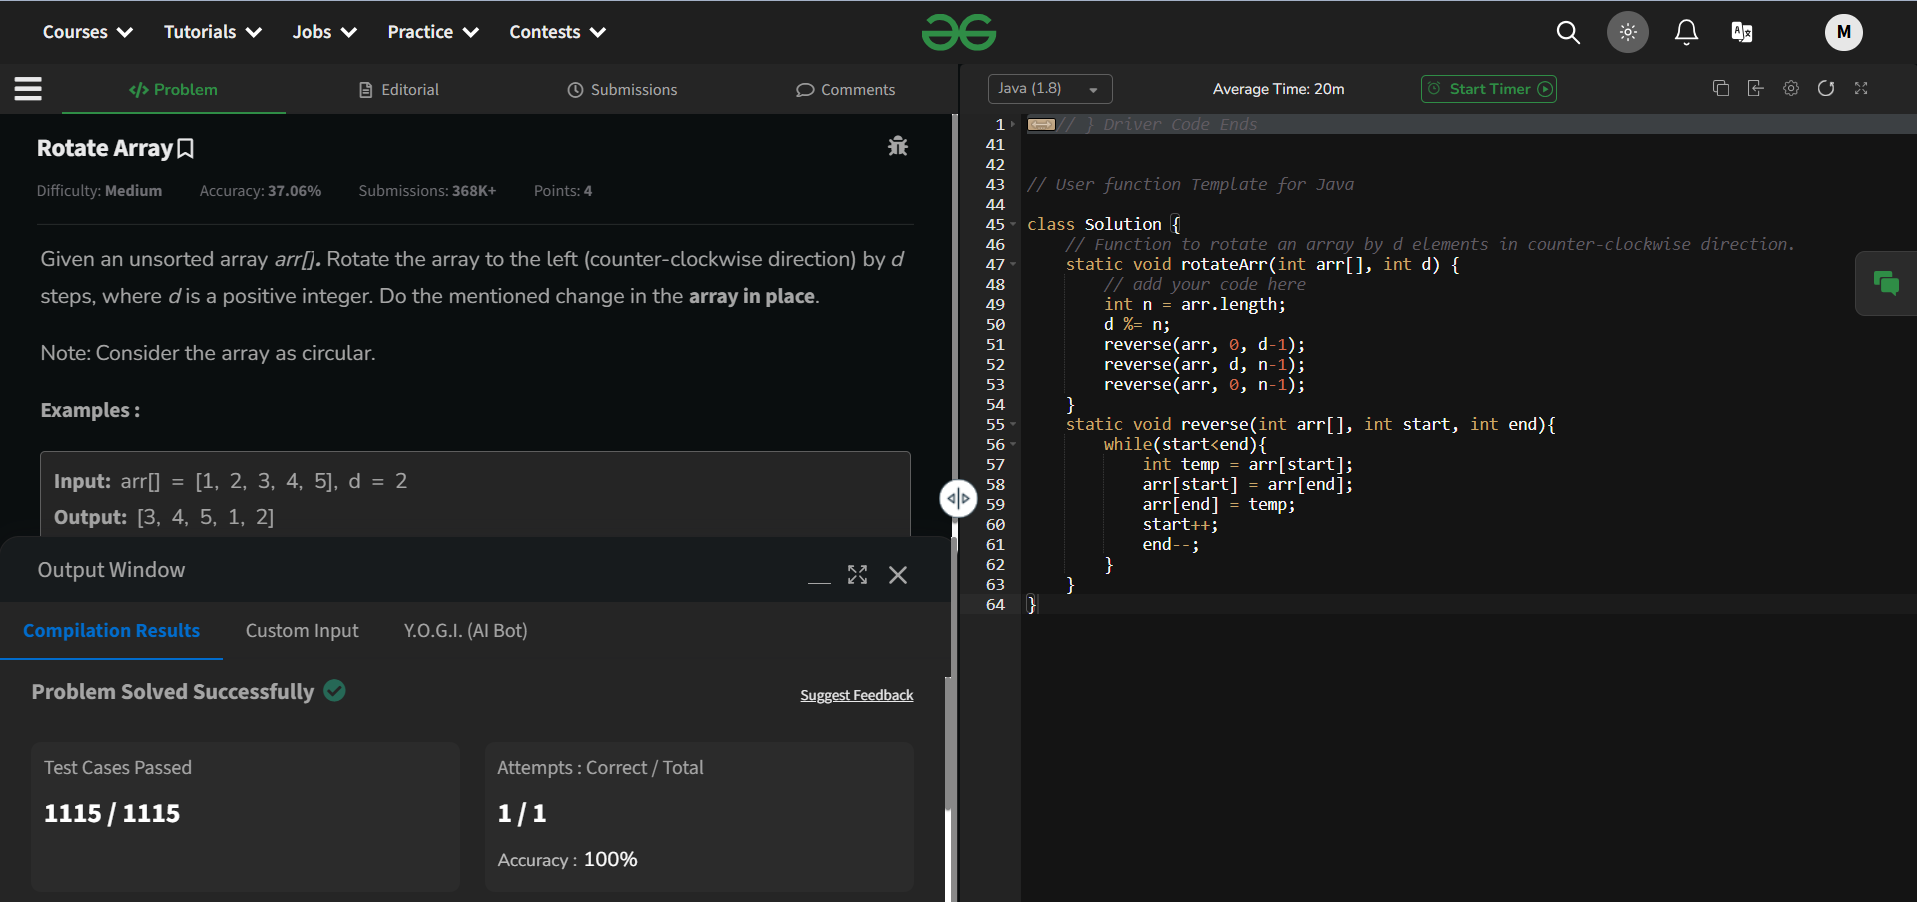 Courses Tutorials Jobs Practice Contests
M
Problem Editorial Submissions Comments
Java (1.8) Average Time: 20m Start Timer
Rotate Array
Difficulty: Medium Accuracy: 37.06% Submissions: 368K+ Points: 4
Given an unsorted array arr[]. Rotate the array to the left (counter-clockwise direction) by d
steps, where d is a positive integer. Do the mentioned change in the array in place.
Note: Consider the array as circular.
Examples :
Input: arr[] = [1, 2, 3, 4, 5], d = 2
Output: [3, 4, 5, 1, 2]
Output Window
Compilation Results Custom Input Y.O.G.I. (AI Bot)
Problem Solved Successfully
Suggest Feedback
Test Cases Passed
1115 / 1115
Attempts : Correct / Total
1 / 1
Accuracy : 100%
1 // } Driver Code Ends
41
42
43 // User function Template for Java
44
45 class Solution {
46 // Function to rotate an array by d elements in counter-clockwise direction.
47 static void rotateArr(int arr[], int d) {
48 // add your code here
49 int n = arr.length;
50 d %= n;
51 reverse(arr, 0, d-1);
52 reverse(arr, d, n-1);
53 reverse(arr, 0, n-1);
54 }
55 static void reverse(int arr[], int start, int end){
56 while(start<end){
57 int temp = arr[start];
58 arr[start] = arr[end];
59 arr[end] = temp;
60 start++;
61 end--;
62 }
63 }
64 }